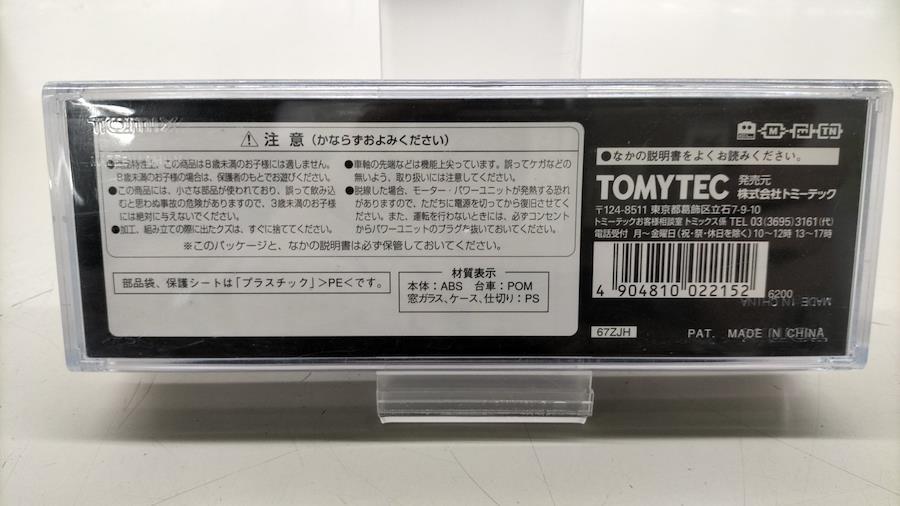 TOMIX
⚠ 注 意 (かならずおよみください)
●商品特性上、この商品は8歳未満のお子様には適しません。
8歳未満のお子様の場合は、保護者のもとでお遊びください。
●この商品には、小さな部品が使われており、誤って飲み込
むと思わぬ事故の危険がありますので、3歳未満のお子様
には絶対に与えないでください。
●加工、組み立ての際に出たクズは、すぐに捨ててください。
●車軸の先端などは機能上尖っています。誤ってケガなどの
無いよう、取り扱いには注意してください。
●脱線した場合、モーター・パワーユニットが発熱する恐れ
がありますので、ただちに電源を切ってから復旧させてくだ
さい。また、運転を行わないときには、必ずコンセント
からパワーユニットのプラグを抜いておいてください。
※このパッケージと、なかの説明書は必ず保管しておいてください。
部品袋、保護シートは「プラスチック」>PE<です。
材質表示
本体:ABS 台車:POM
窓ガラス、ケース、仕切り:PS
M
TN
●なかの説明書をよくお読みください。
TOMYTEC 発売元 株式会社トミーテック
〒124-8511 東京都葛飾区立石7-9-10
トミーテックお客様相談室 トミックス係 TEL 03(3695)3161(代)
電話受付 月~金曜日(祝・祭・休日を除く)10~12時 13~17時
4 904810 022152
6200
MADE IN CHINA
67ZJH
PAT. MADE IN CHINA